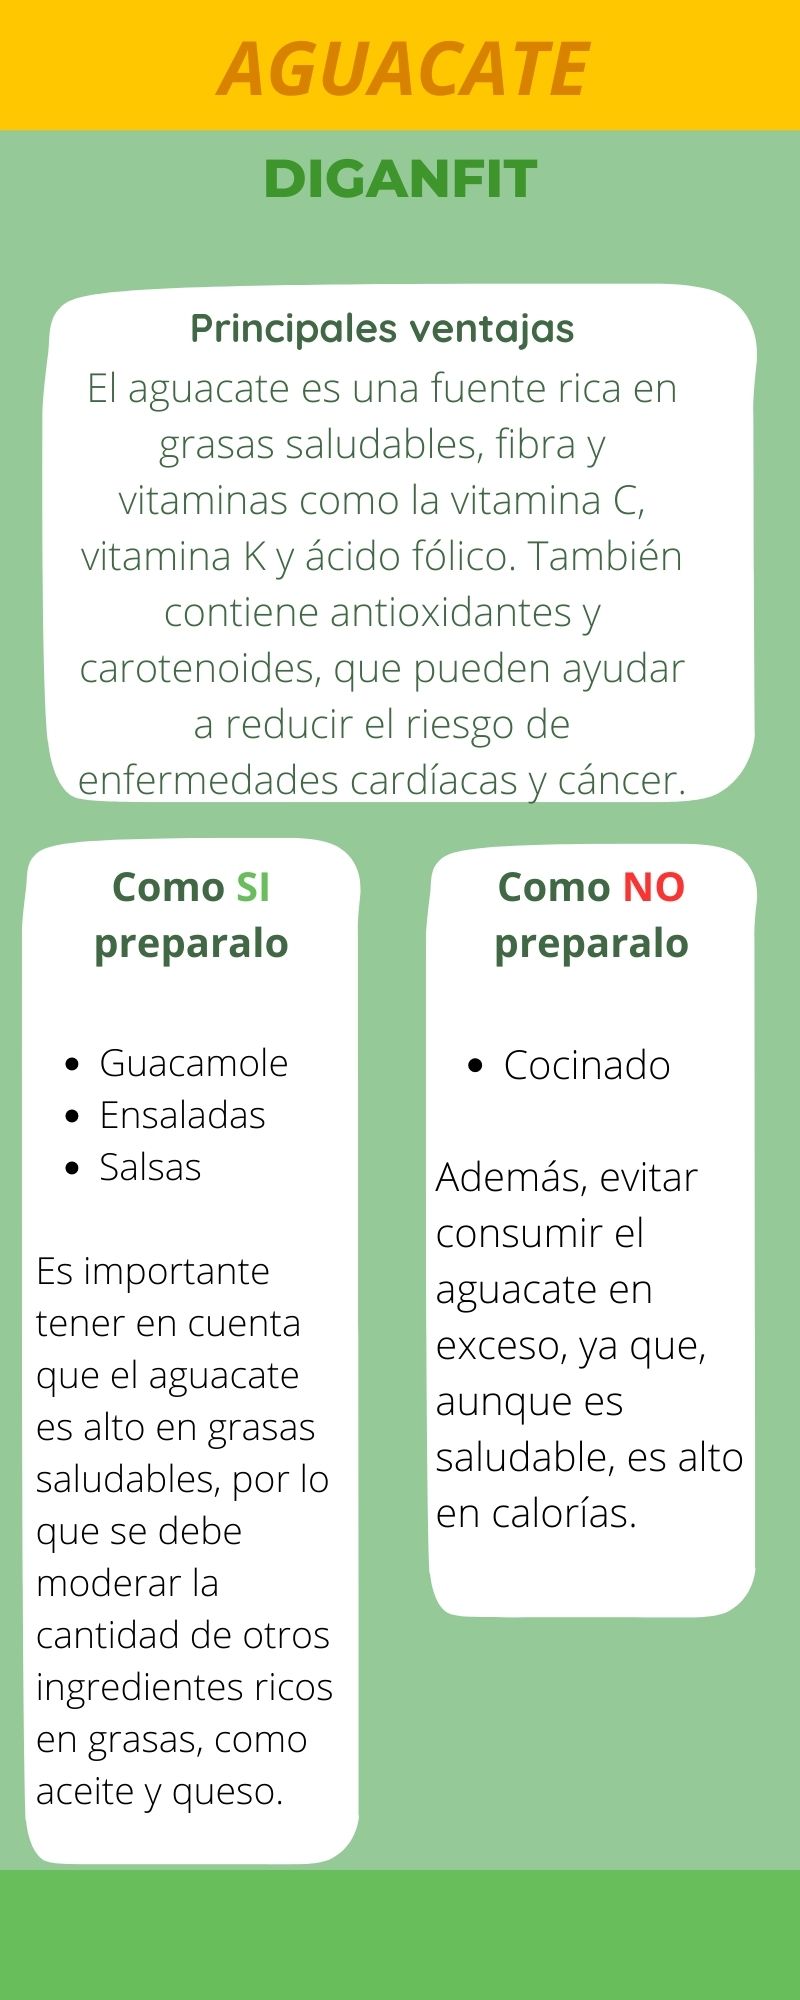 AGUACATE
DIGANFIT
Principales ventajas
El aguacate es una fuente rica en
grasas saludables, fibra y
vitaminas como la vitamina C,
vitamina K y ácido fólico. También
contiene antioxidantes y
carotenoides, que pueden ayudar
a reducir el riesgo de
enfermedades cardíacas y cáncer.
Como SI
preparalo
• Guacamole
• Ensaladas
• Salsas
Es importante
tener en cuenta
que el aguacate
es alto en grasas
saludables, por lo
que se debe
moderar la
cantidad de otros
ingredientes ricos
en grasas, como
aceite y queso.
Como NO
preparalo
• Cocinado
Además, evitar
consumir el
aguacate en
exceso, ya que,
aunque es
saludable, es alto
en calorías.